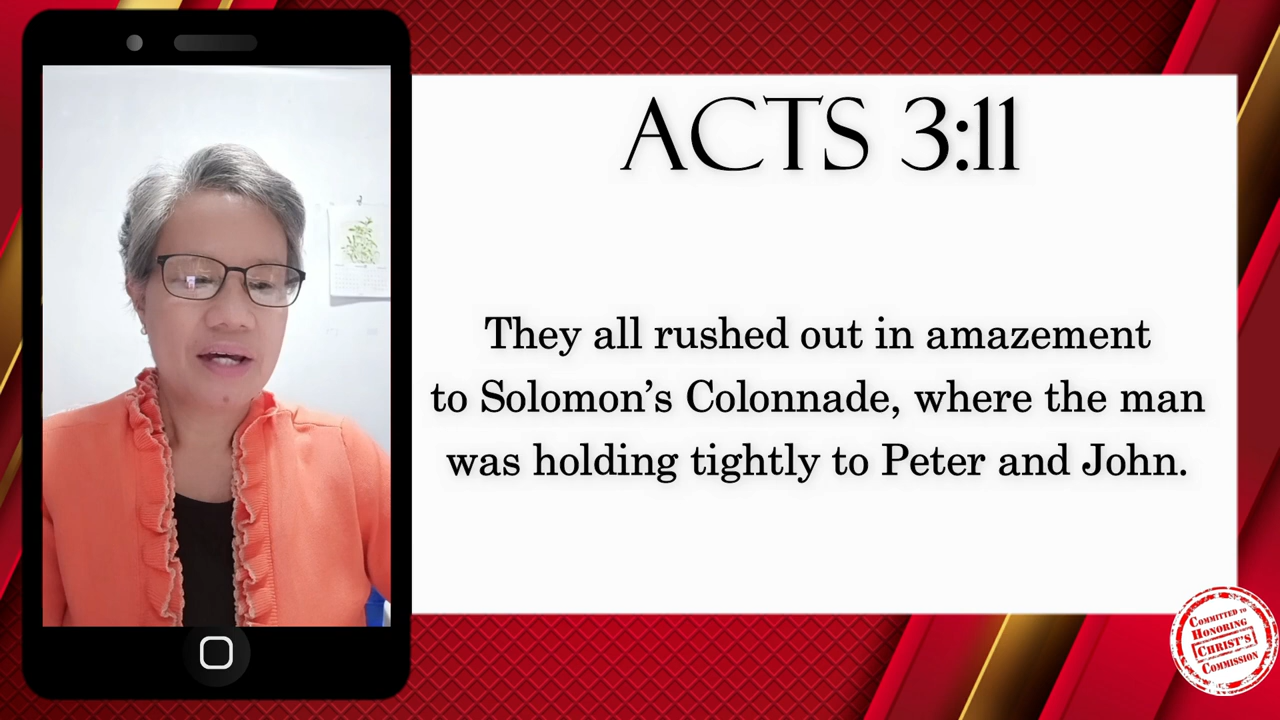 ACTS 3:11
They all rushed out in amazement
to Solomon's Colonnade, where the man
was holding tightly to Peter and John.
COMMITTED TO
HONORING
CHRIST'S
COMMISSION